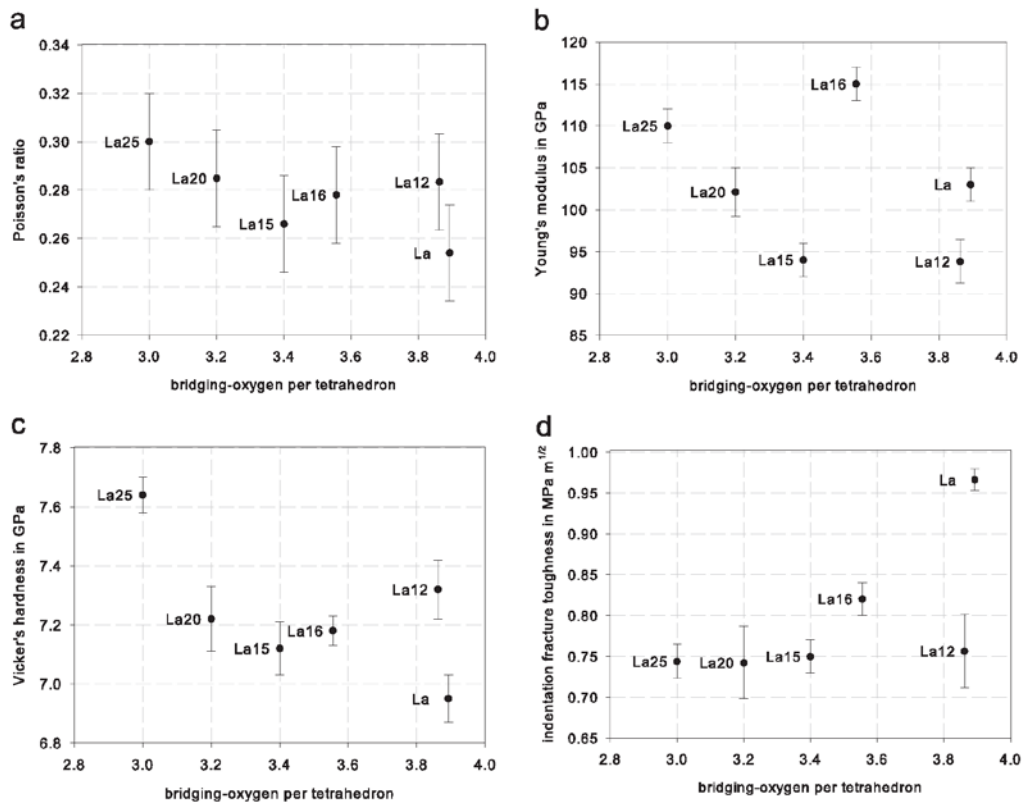 a
0.34
0.32
0.30
0.28
0.26
0.24
0.22
Poisson's ratio
La25
La20
La15
La16
La12
La
2.8 3.0 3.2 3.4 3.6 3.8 4.0
bridging-oxygen per tetrahedron
b
120
115
110
105
100
95
90
85
Young's modulus in GPa
La25
La20
La15
La16
La12
La
2.8 3.0 3.2 3.4 3.6 3.8 4.0
bridging-oxygen per tetrahedron
c
7.8
7.6
7.4
7.2
7.0
6.8
Vicker's hardness in GPa
La25
La20
La15
La16
La12
La
2.8 3.0 3.2 3.4 3.6 3.8 4.0
bridging-oxygen per tetrahedron
d
1.00
0.95
0.90
0.85
0.80
0.75
0.70
0.65
indentation fracture toughness in MPa m^1/2
La25
La20
La15
La16
La12
La
2.8 3.0 3.2 3.4 3.6 3.8 4.0
bridging-oxygen per tetrahedron